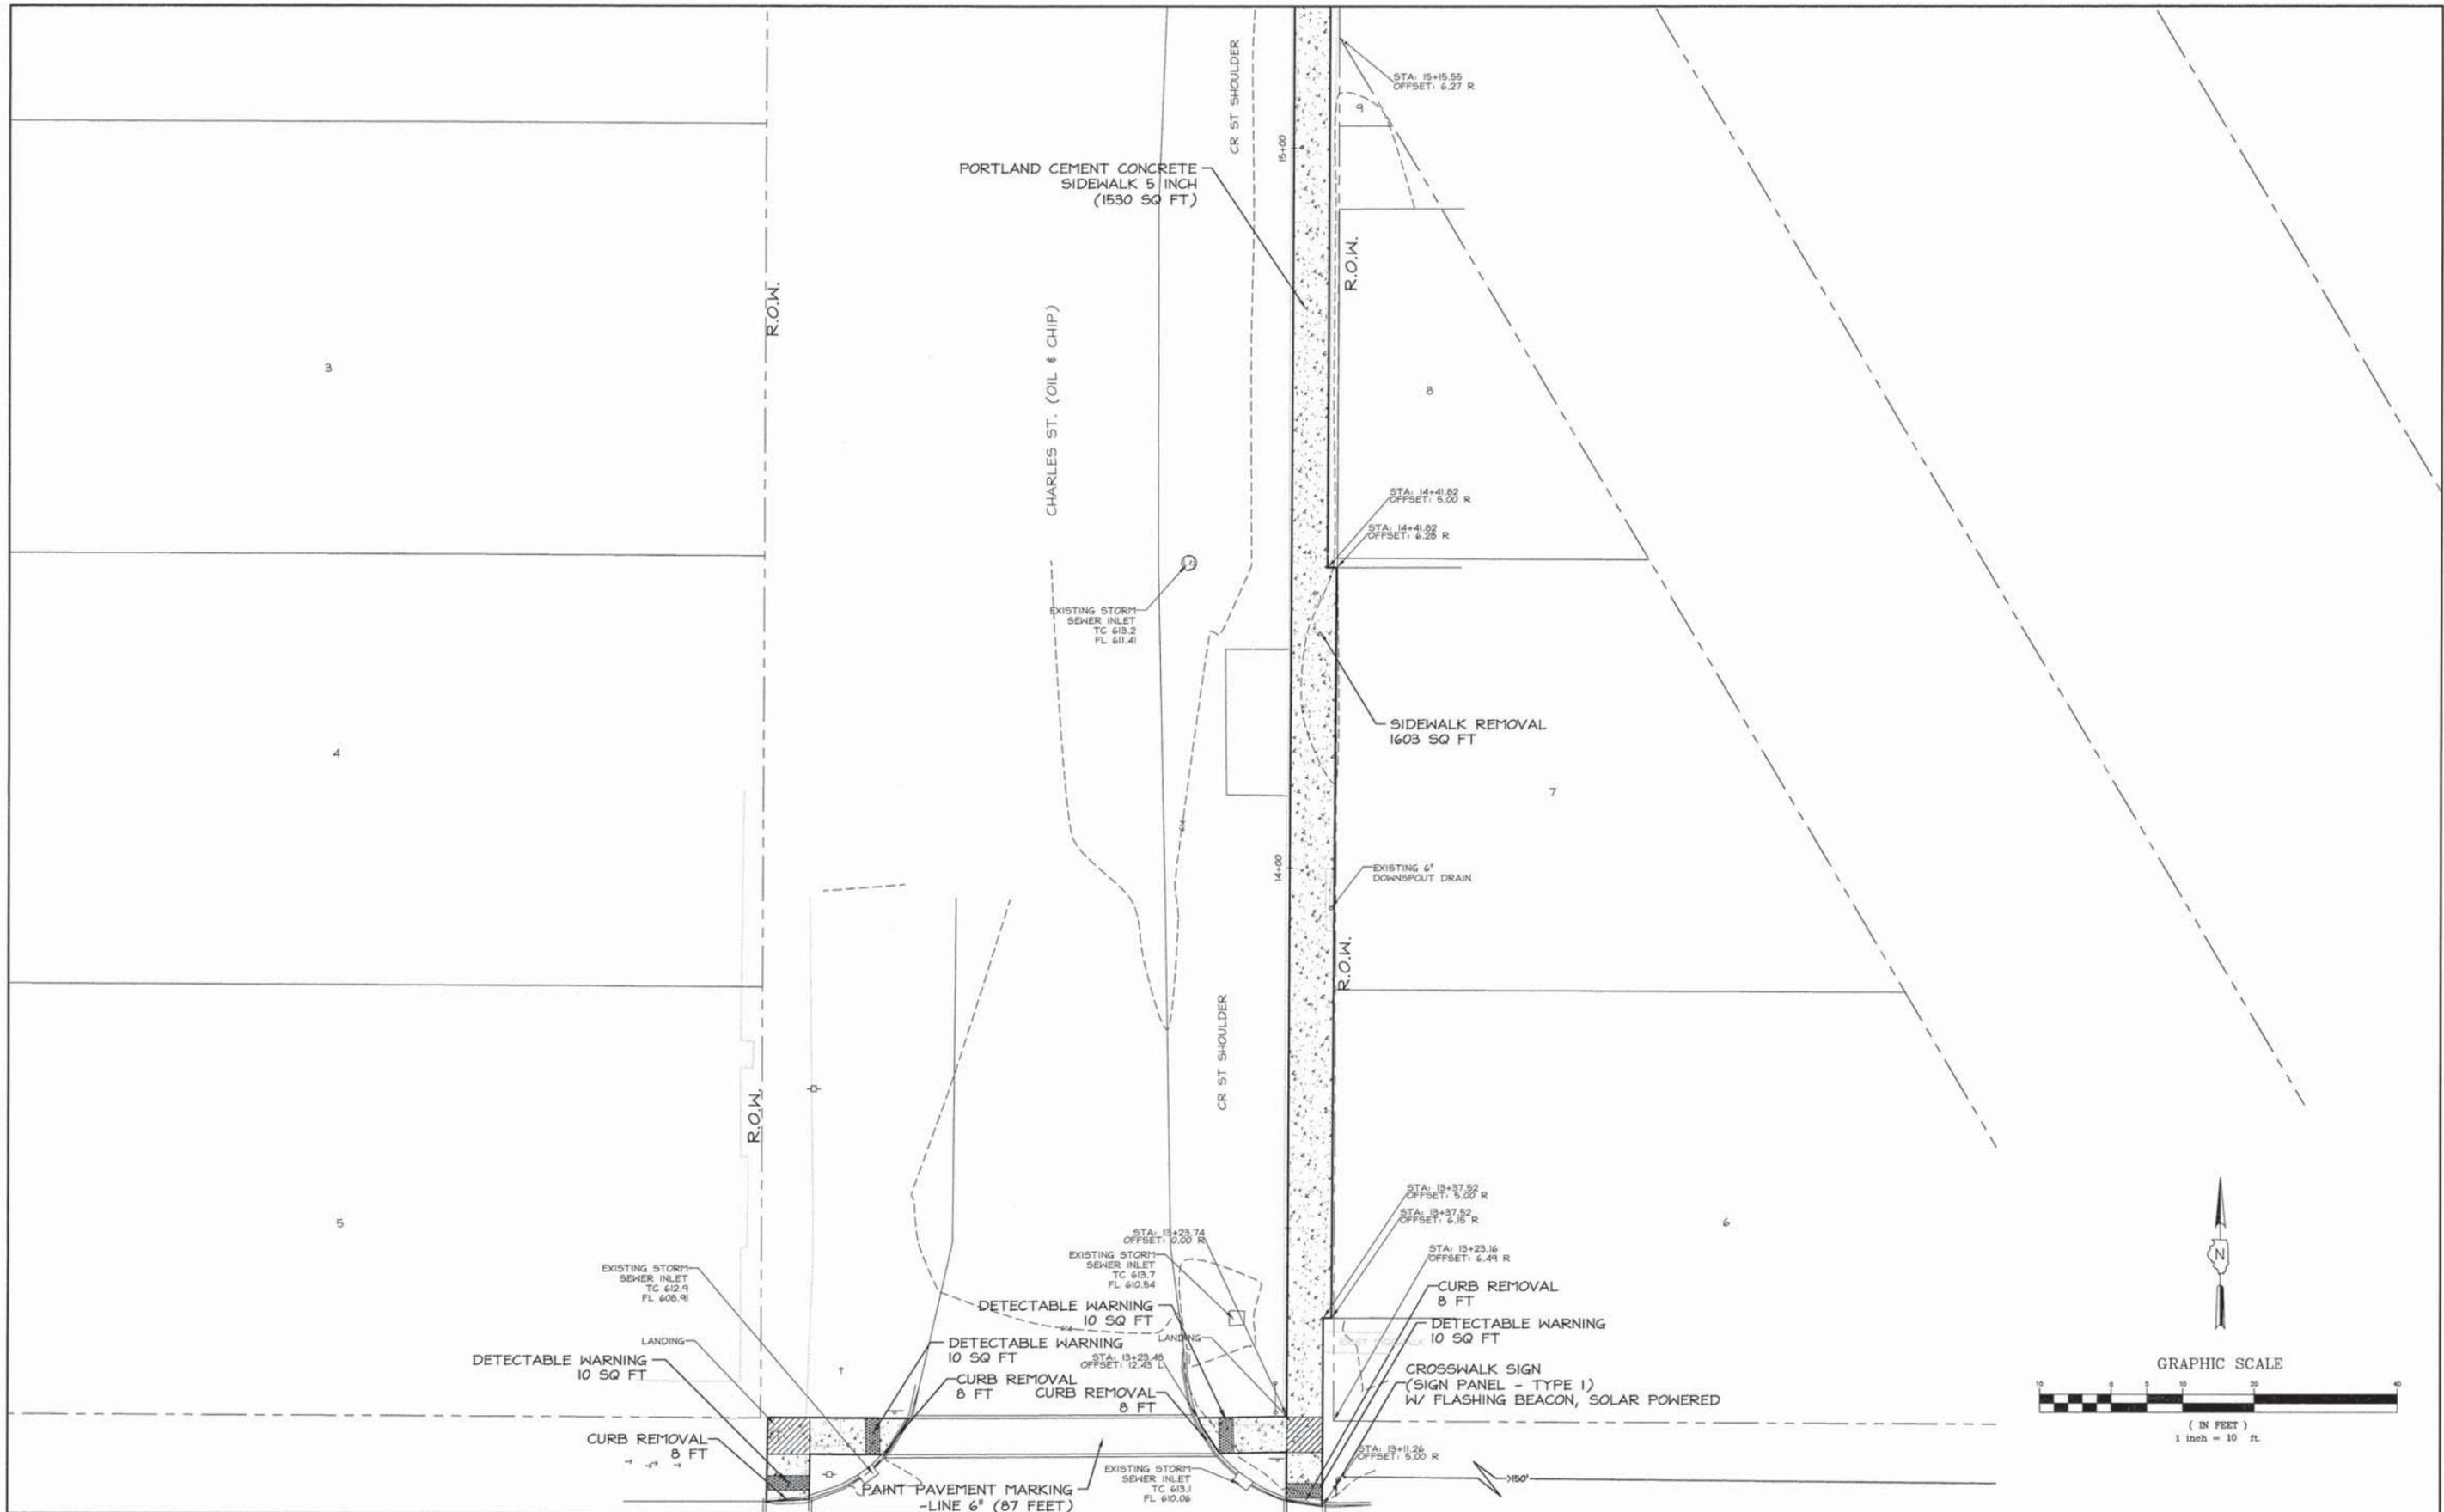 STA: 15+15.55
OFFSET: 6.27 R
9
CR ST SHOULDER
15+00
PORTLAND CEMENT CONCRETE
SIDEWALK 5 INCH
(1530 SQ FT)
R.O.W.
R.O.W.
CHARLES ST. (OIL & CHIP)
3
8
STA: 14+41.82
OFFSET: 5.00 R
STA: 14+41.82
OFFSET: 6.28 R
EXISTING STORM
SEWER INLET
TC 613.2
FL 611.41
SIDEWALK REMOVAL
1603 SQ FT
4
7
614
14+00
EXISTING 6"
DOWNSPOUT DRAIN
R.O.W.
CR ST SHOULDER
R.O.W.
5
6
STA: 13+37.52
OFFSET: 5.00 R
STA: 13+37.52
OFFSET: 6.15 R
STA: 13+23.74
OFFSET: 0.00 R
STA: 13+23.16
OFFSET: 6.49 R
EXISTING STORM
SEWER INLET
TC 613.7
FL 610.54
EXISTING STORM
SEWER INLET
TC 612.9
FL 608.91
CURB REMOVAL
8 FT
DETECTABLE WARNING
10 SQ FT
614
DETECTABLE WARNING
10 SQ FT
LANDING
LANDING
DETECTABLE WARNING
10 SQ FT
DETECTABLE WARNING
10 SQ FT
STA: 13+23.48
OFFSET: 12.43 L
CURB REMOVAL
8 FT
CURB REMOVAL
8 FT
CROSSWALK SIGN
(SIGN PANEL - TYPE 1)
W/ FLASHING BEACON, SOLAR POWERED
CURB REMOVAL
8 FT
STA: 13+11.26
OFFSET: 5.00 R
EXISTING STORM
SEWER INLET
TC 613.1
FL 610.06
PAINT PAVEMENT MARKING
-LINE 6" (87 FEET)
>150'
N
GRAPHIC SCALE
10 0 5 10 20 40
( IN FEET )
1 inch = 10 ft.